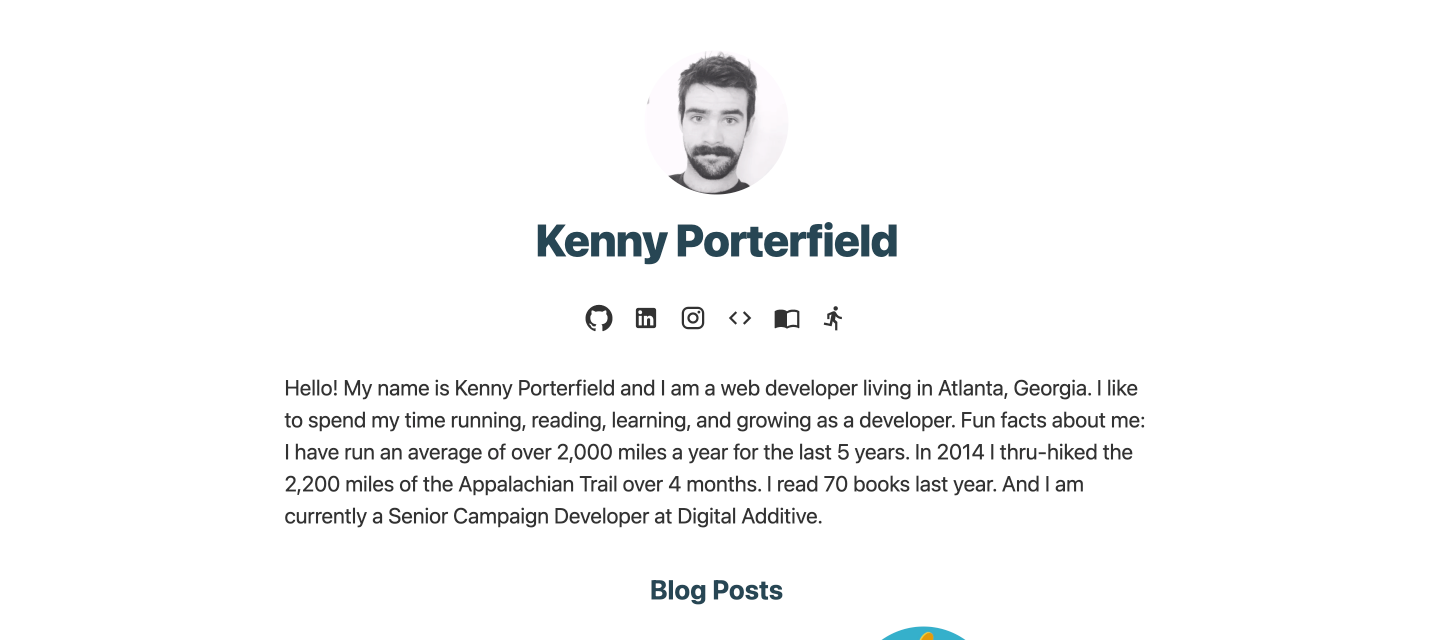 Kenny Porterfield
Hello! My name is Kenny Porterfield and I am a web developer living in Atlanta, Georgia. I like
to spend my time running, reading, learning, and growing as a developer. Fun facts about me:
I have run an average of over 2,000 miles a year for the last 5 years. In 2014 I thru-hiked the
2,200 miles of the Appalachian Trail over 4 months. I read 70 books last year. And I am
currently a Senior Campaign Developer at Digital Additive.
Blog Posts